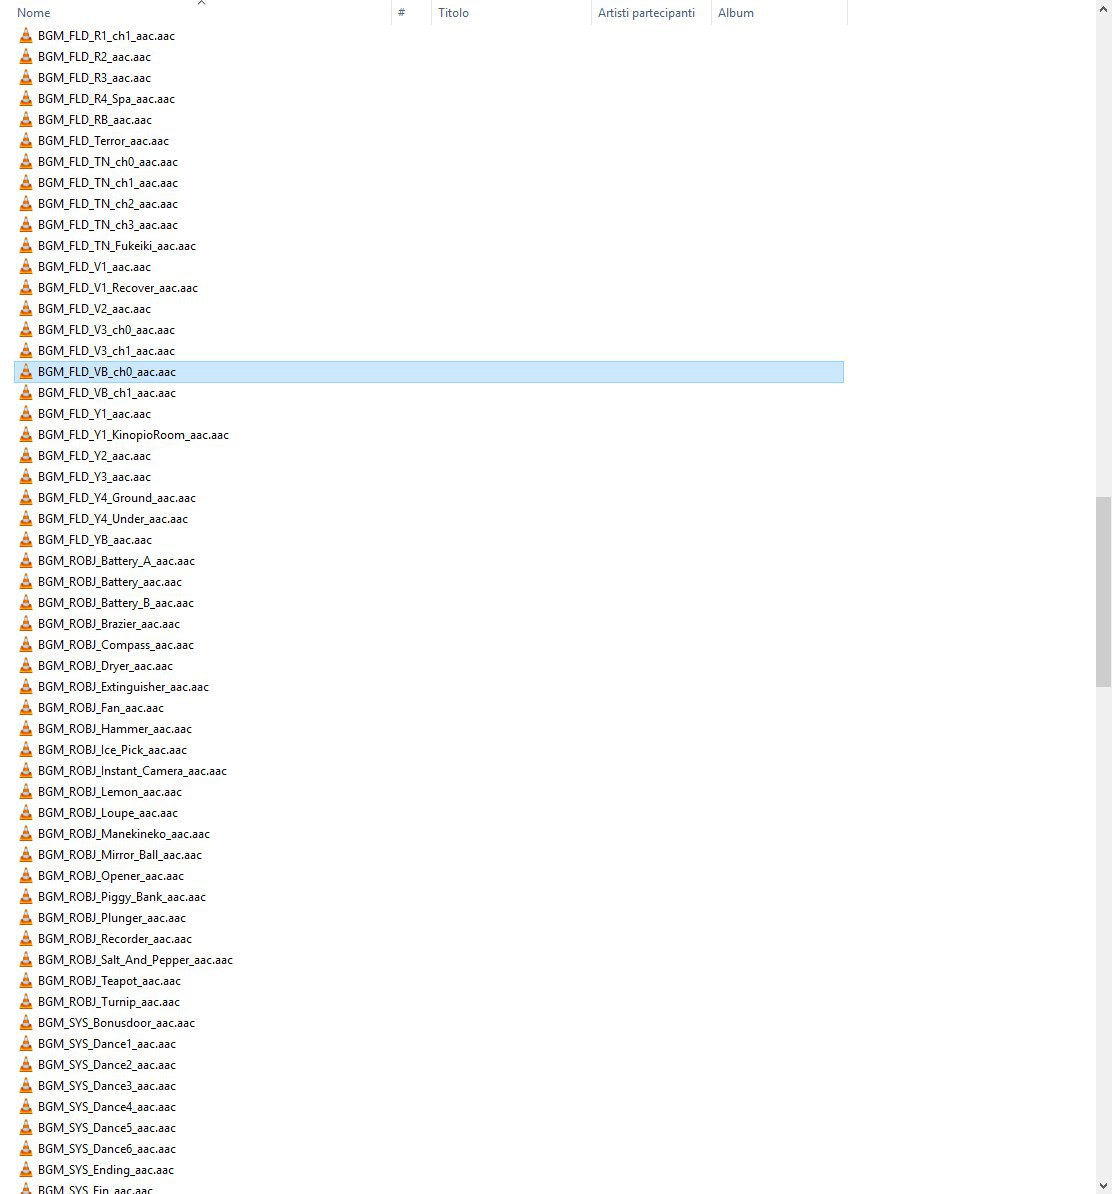 Nome # Titolo Artisti partecipanti Album
BGM_FLD_R1_ch1_aac.aac
BGM_FLD_R2_aac.aac
BGM_FLD_R3_aac.aac
BGM_FLD_R4_Spa_aac.aac
BGM_FLD_RB_aac.aac
BGM_FLD_Terror_aac.aac
BGM_FLD_TN_ch0_aac.aac
BGM_FLD_TN_ch1_aac.aac
BGM_FLD_TN_ch2_aac.aac
BGM_FLD_TN_ch3_aac.aac
BGM_FLD_TN_Fukeiki_aac.aac
BGM_FLD_V1_aac.aac
BGM_FLD_V1_Recover_aac.aac
BGM_FLD_V2_aac.aac
BGM_FLD_V3_ch0_aac.aac
BGM_FLD_V3_ch1_aac.aac
BGM_FLD_VB_ch0_aac.aac
BGM_FLD_VB_ch1_aac.aac
BGM_FLD_Y1_aac.aac
BGM_FLD_Y1_KinopioRoom_aac.aac
BGM_FLD_Y2_aac.aac
BGM_FLD_Y3_aac.aac
BGM_FLD_Y4_Ground_aac.aac
BGM_FLD_Y4_Under_aac.aac
BGM_FLD_YB_aac.aac
BGM_ROBJ_Battery_A_aac.aac
BGM_ROBJ_Battery_aac.aac
BGM_ROBJ_Battery_B_aac.aac
BGM_ROBJ_Brazier_aac.aac
BGM_ROBJ_Compass_aac.aac
BGM_ROBJ_Dryer_aac.aac
BGM_ROBJ_Extinguisher_aac.aac
BGM_ROBJ_Fan_aac.aac
BGM_ROBJ_Hammer_aac.aac
BGM_ROBJ_Ice_Pick_aac.aac
BGM_ROBJ_Instant_Camera_aac.aac
BGM_ROBJ_Lemon_aac.aac
BGM_ROBJ_Loupe_aac.aac
BGM_ROBJ_Manekineko_aac.aac
BGM_ROBJ_Mirror_Ball_aac.aac
BGM_ROBJ_Opener_aac.aac
BGM_ROBJ_Piggy_Bank_aac.aac
BGM_ROBJ_Plunger_aac.aac
BGM_ROBJ_Recorder_aac.aac
BGM_ROBJ_Salt_And_Pepper_aac.aac
BGM_ROBJ_Teapot_aac.aac
BGM_ROBJ_Turnip_aac.aac
BGM_SYS_Bonusdoor_aac.aac
BGM_SYS_Dance1_aac.aac
BGM_SYS_Dance2_aac.aac
BGM_SYS_Dance3_aac.aac
BGM_SYS_Dance4_aac.aac
BGM_SYS_Dance5_aac.aac
BGM_SYS_Dance6_aac.aac
BGM_SYS_Ending_aac.aac
BGM_SYS_Fin_aac.aac